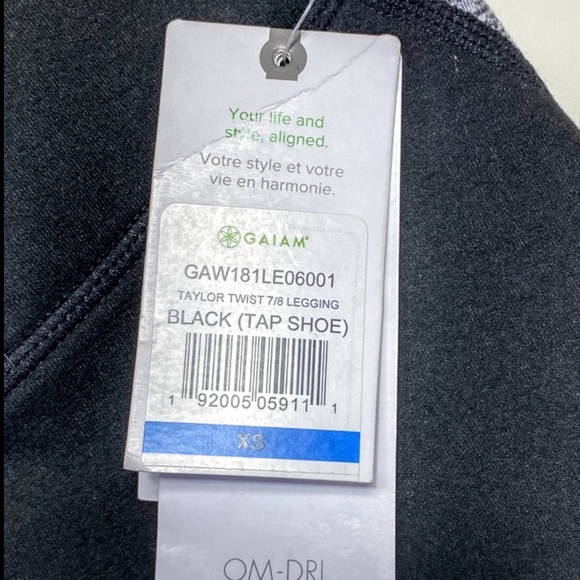 Your life and
style, aligned.
Votre style et votre
vie en harmonie.
GAIAM
GAW181LE06001
TAYLOR TWIST 7/8 LEGGING
BLACK (TAP SHOE)
1 92005 05911 1
XS
OM-DRI